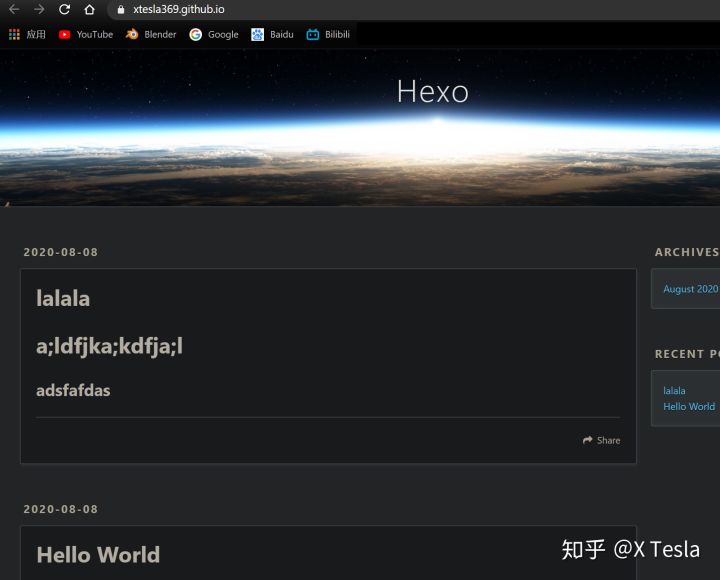 xtesla369.github.io
应用 YouTube Blender Google Baidu Bilibili
Hexo
2020-08-08
ARCHIVES
lalala
August 2020
a;ldfjka;kdfja;l
RECENT PO
adsfafdas
lalala
Hello World
Share
2020-08-08
Hello World
知乎 @X Tesla